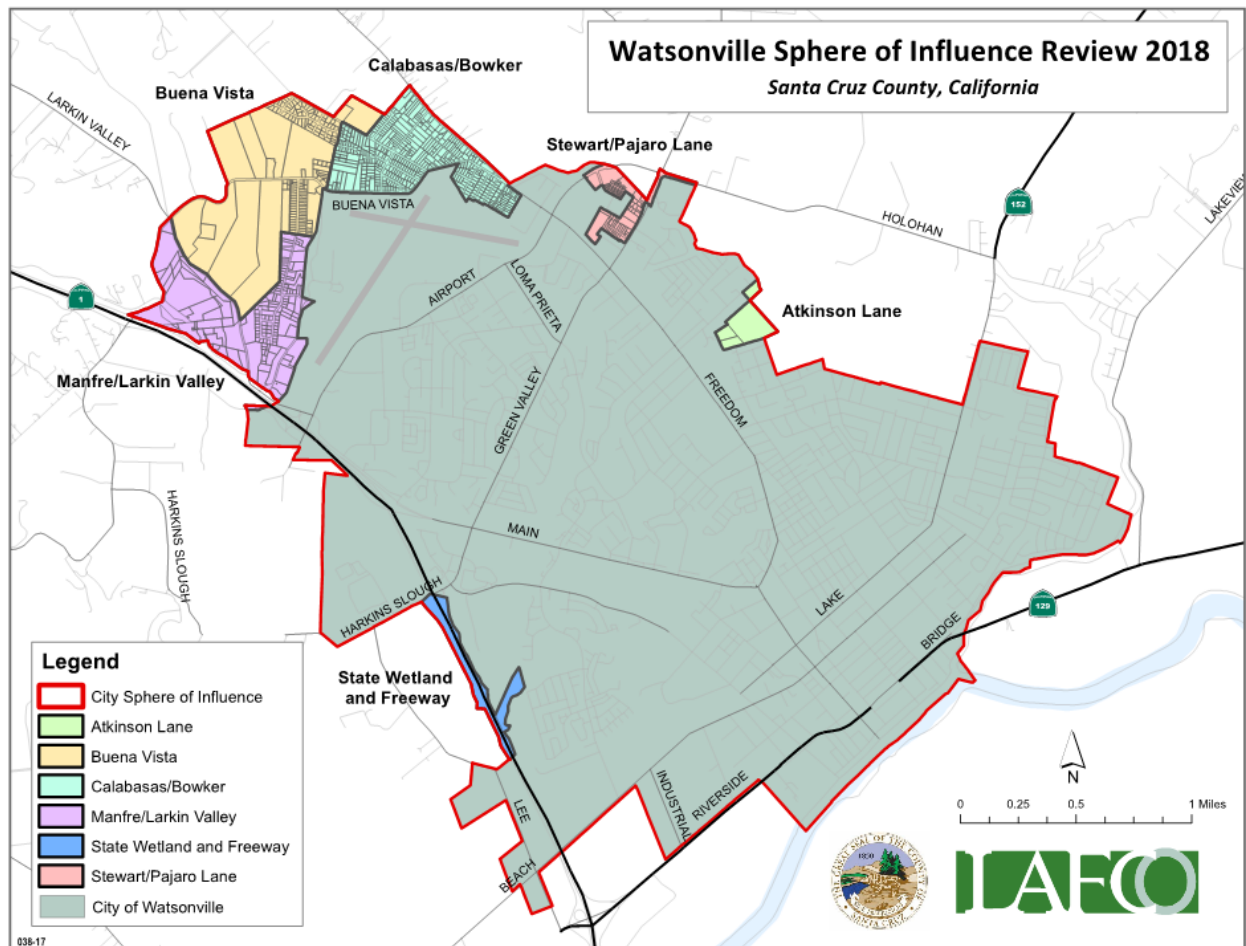 Watsonville Sphere of Influence Review 2018
Santa Cruz County, California
Calabasas/Bowker
Buena Vista
LARKIN VALLEY
Stewart/Pajaro Lane
152
LAKEVIEW
BUENA VISTA
HOLOHAN
AIRPORT
LOMA PRIETA
1
Atkinson Lane
Manfre/Larkin Valley
FREEDOM
GREEN VALLEY
HARKINS SLOUGH
MAIN
HARKINS SLOUGH
LAKE
129
BRIDGE
State Wetland
and Freeway
INDUSTRIAL
RIVERSIDE
LEE
BEACH
Legend
City Sphere of Influence
Atkinson Lane
Buena Vista
Calabasas/Bowker
Manfre/Larkin Valley
State Wetland and Freeway
Stewart/Pajaro Lane
City of Watsonville
N
0 0.25 0.5 1 Miles
1850
SANTA CRUZ
LAFCO
038-17